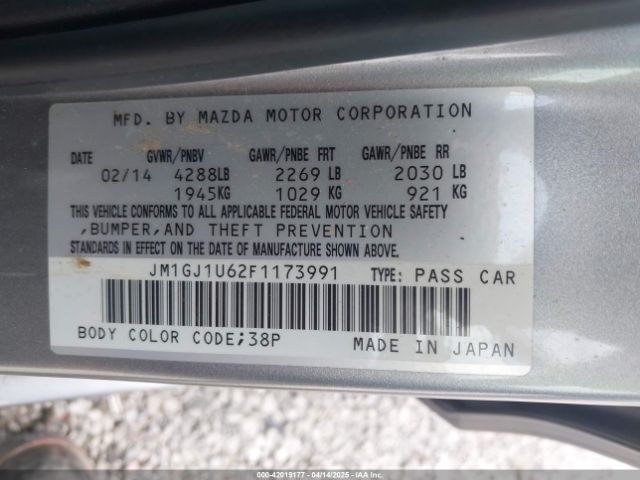 MFD. BY MAZDA MOTOR CORPORATION
DATE GVWR/PNBV GAWR/PNBE FRT GAWR/PNBE RR
02/14 4288LB 2269 LB 2030 LB
1945KG 1029 KG 921 KG
THIS VEHICLE CONFORMS TO ALL APPLICABLE FEDERAL MOTOR VEHICLE SAFETY
,BUMPER,AND THEFT PREVENTION
STANDARDS IN EFFECT ON THE DATE OF MANUFACTURE SHOWN ABOVE.
JM1GJ1U62F1173991 TYPE: PASS CAR
BODY COLOR CODE;38P MADE IN JAPAN
000-42019177 04/14/2025 IAAI.COM